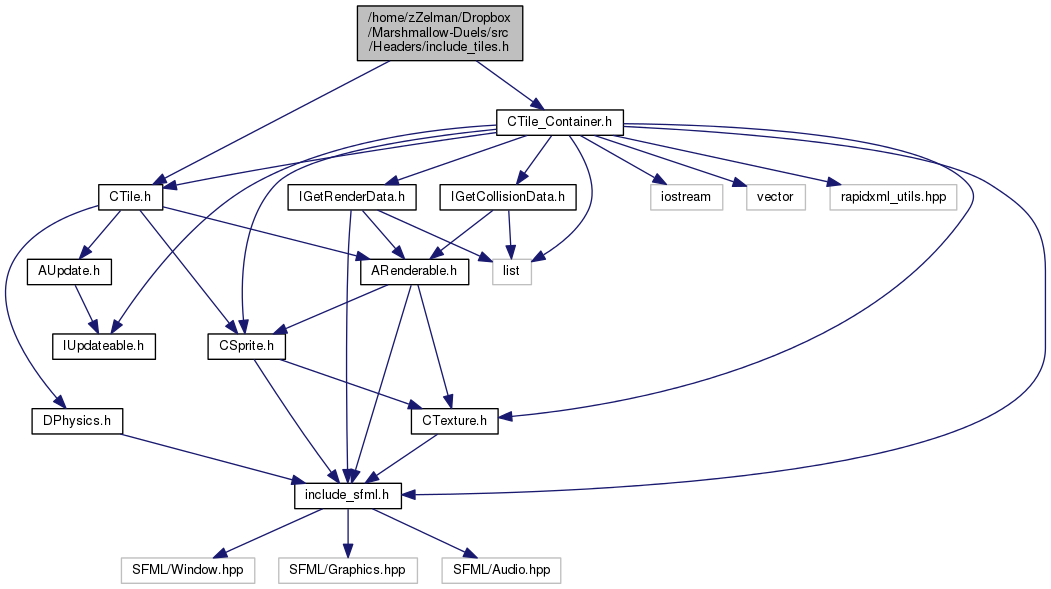 /home/zZelman/Dropbox
/Marshmallow-Duels/src
/Headers/include_tiles.h
CTile_Container.h
CTile.h
IGetRenderData.h
IGetCollisionData.h
iostream
vector
rapidxml_utils.hpp
AUpdate.h
ARenderable.h
list
IUpdateable.h
CSprite.h
DPhysics.h
CTexture.h
include_sfml.h
SFML/Window.hpp
SFML/Graphics.hpp
SFML/Audio.hpp